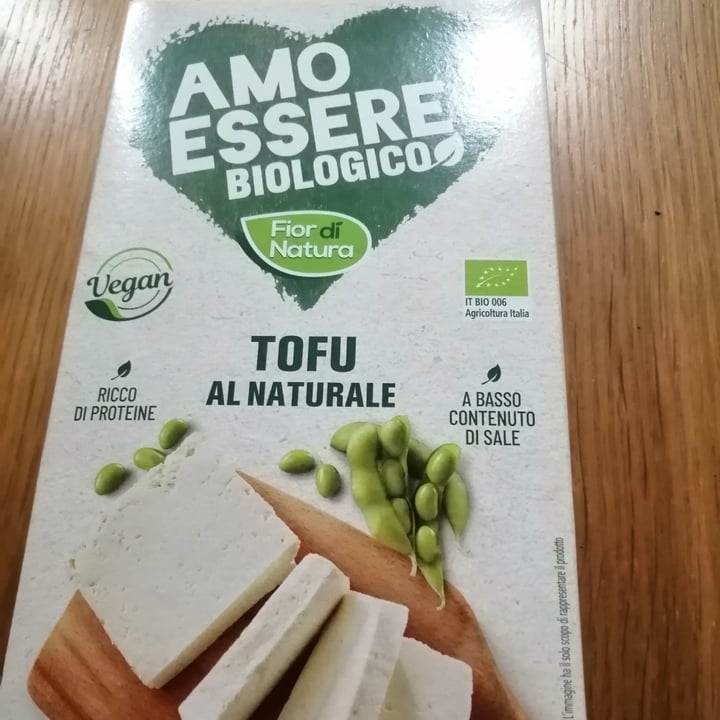 AMO
ESSERE
BIOLOGICO
Fior di
Natura
Vegan
IT BIO 006
Agricoltura Italia
TOFU
AL NATURALE
RICCO
DI PROTEINE
A BASSO
CONTENUTO
DI SALE
L'immagine ha il solo scopo di rappresentare il prodotto